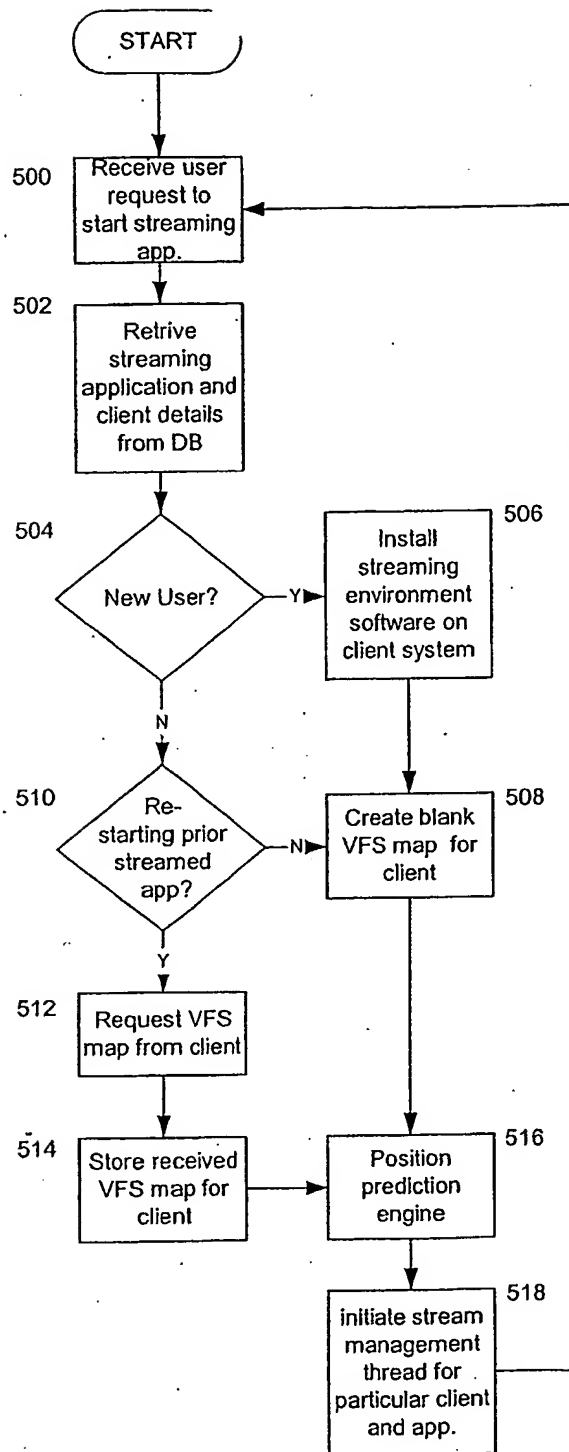 START
500
Receive user
request to
start streaming
app.
502
Retrive
streaming
application and
client details
from DB
504
New User?
Y
506
Install
streaming
environment
software on
client system
N
510
Re-
starting prior
streamed
app?
N
508
Create blank
VFS map for
client
Y
512
Request VFS
map from client
514
Store received
VFS map for
client
516
Position
prediction
engine
518
initiate stream
management
thread for
particular client
and app.